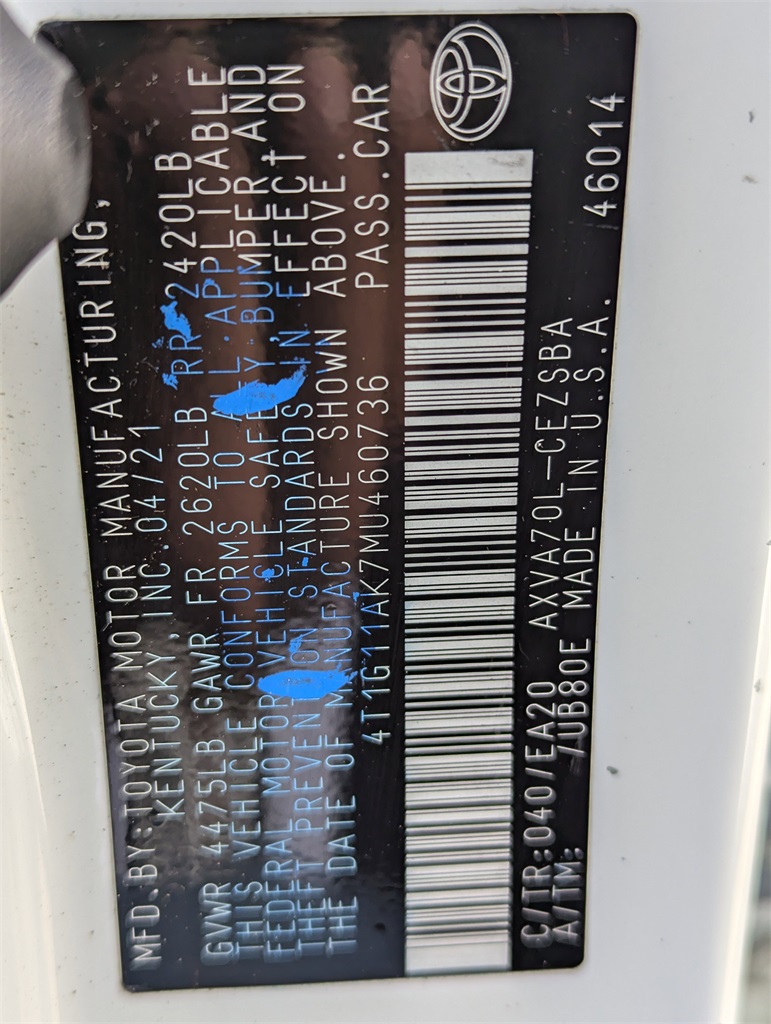 MFD. BY: TOYOTA MOTOR MANUFACTURING,
KENTUCKY, INC. 04/21
GVWR 4475LB GAWR FR 2620LB RR 2420LB
THIS VEHICLE CONFORMS TO ALL APPLICABLE
FEDERAL MOTOR VEHICLE SAFETY, BUMPER AND
THEFT PREVENTION STANDARDS IN EFFECT ON
THE DATE OF MANUFACTURE SHOWN ABOVE.
4T1G11AK7MU460736 PASS.CAR
C/TR: 040/EA20 AXVA70L-CEZSBA 46014
A/TM: /UB80E MADE IN U.S.A.